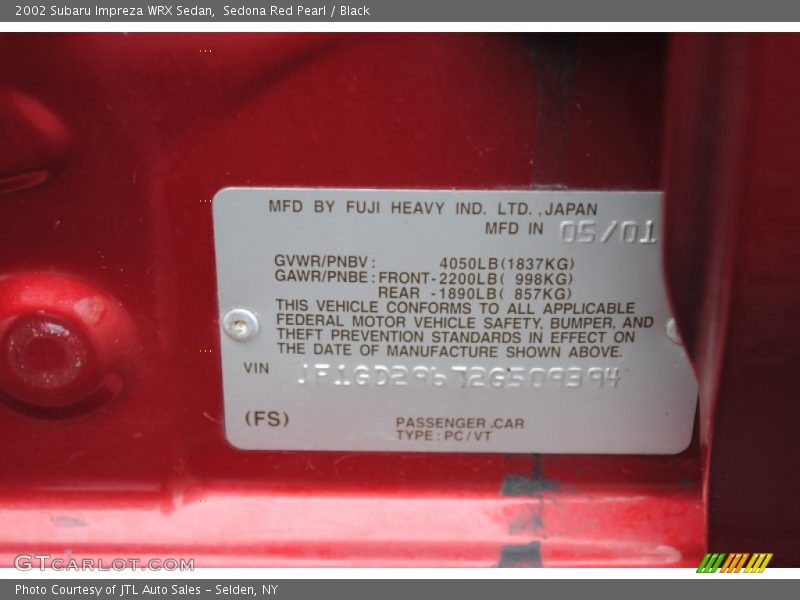 2002 Subaru Impreza WRX Sedan,  Sedona Red Pearl / Black
MFD BY FUJI HEAVY IND. LTD.,JAPAN
MFD IN 05/01
GVWR/PNBV: 4050LB(1837KG)
GAWR/PNBE:FRONT-2200LB( 998KG)
REAR -1890LB( 857KG)
THIS VEHICLE CONFORMS TO ALL APPLICABLE
FEDERAL MOTOR VEHICLE SAFETY, BUMPER, AND
THEFT PREVENTION STANDARDS IN EFFECT ON
THE DATE OF MANUFACTURE SHOWN ABOVE.
VIN JF1GD29672G509394
(FS) PASSENGER.CAR
TYPE:PC/VT
GTcarlot.com
Photo Courtesy of JTL Auto Sales - Selden, NY